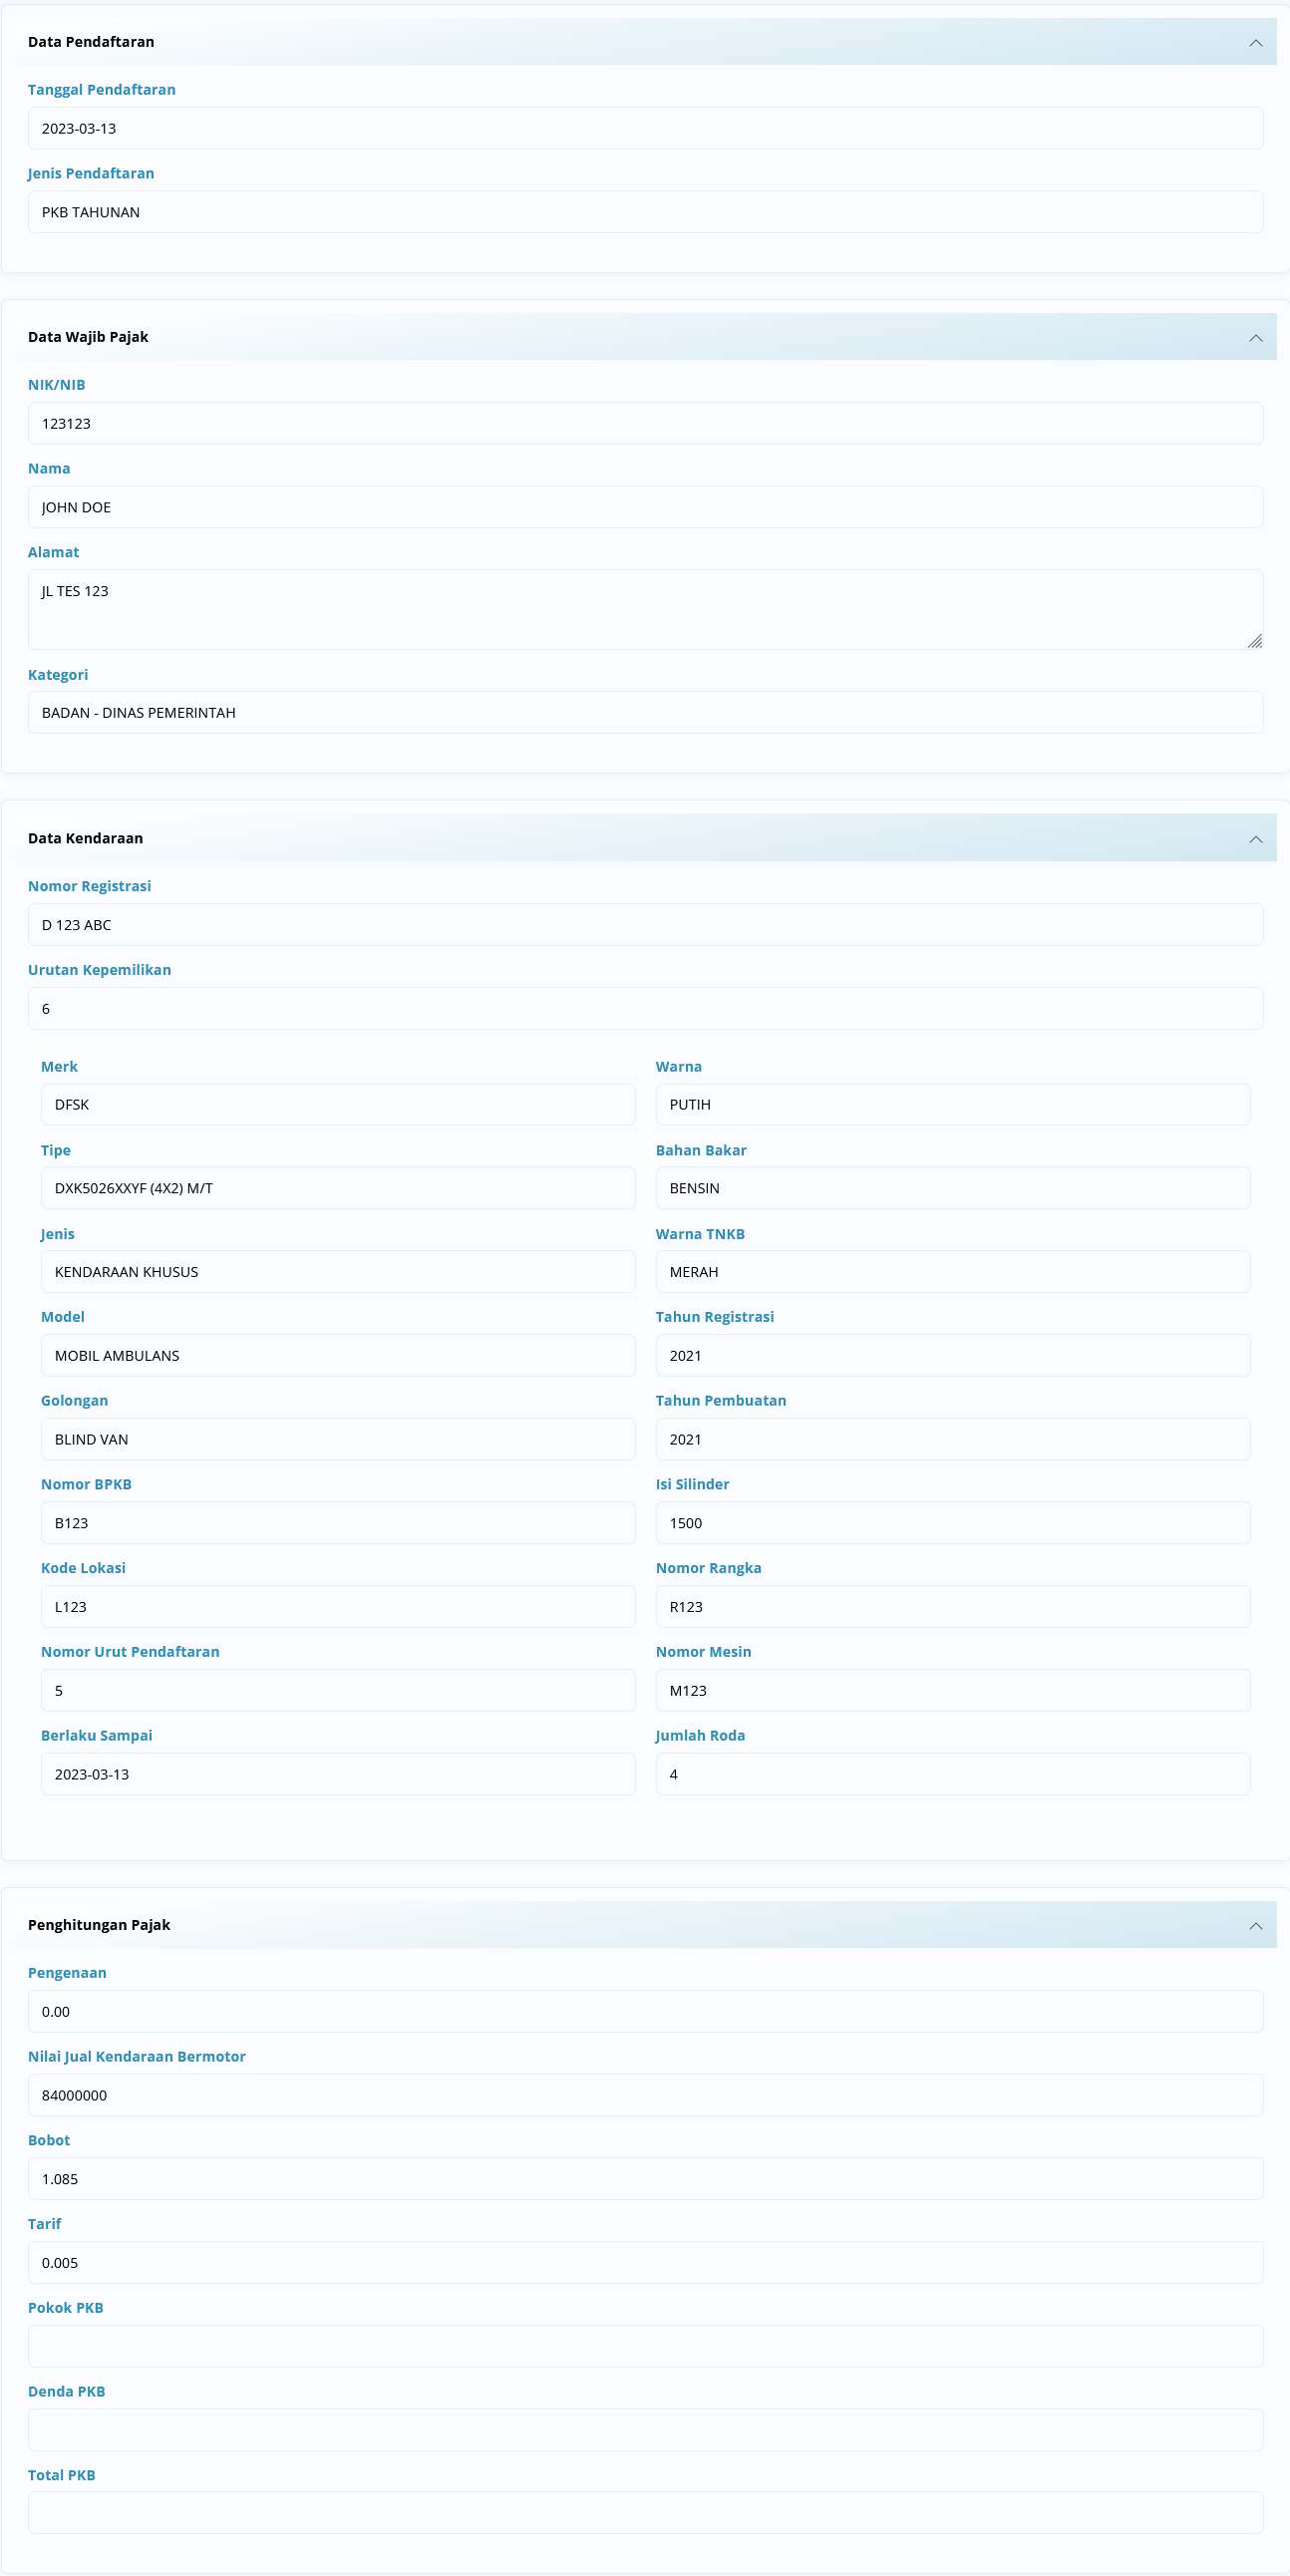 Data Pendaftaran
Tanggal Pendaftaran
2023-03-13
Jenis Pendaftaran
PKB TAHUNAN
Data Wajib Pajak
NIK/NIB
123123
Nama
JOHN DOE
Alamat
JL TES 123
Kategori
BADAN - DINAS PEMERINTAH
Data Kendaraan
Nomor Registrasi
D 123 ABC
Urutan Kepemilikan
6
Merk
DFSK
Warna
PUTIH
Tipe
DXK5026XXYF (4X2) M/T
Bahan Bakar
BENSIN
Jenis
KENDARAAN KHUSUS
Warna TNKB
MERAH
Model
MOBIL AMBULANS
Tahun Registrasi
2021
Golongan
BLIND VAN
Tahun Pembuatan
2021
Nomor BPKB
B123
Isi Silinder
1500
Kode Lokasi
L123
Nomor Rangka
R123
Nomor Urut Pendaftaran
5
Nomor Mesin
M123
Berlaku Sampai
2023-03-13
Jumlah Roda
4
Penghitungan Pajak
Pengenaan
0.00
Nilai Jual Kendaraan Bermotor
84000000
Bobot
1.085
Tarif
0.005
Pokok PKB
Denda PKB
Total PKB